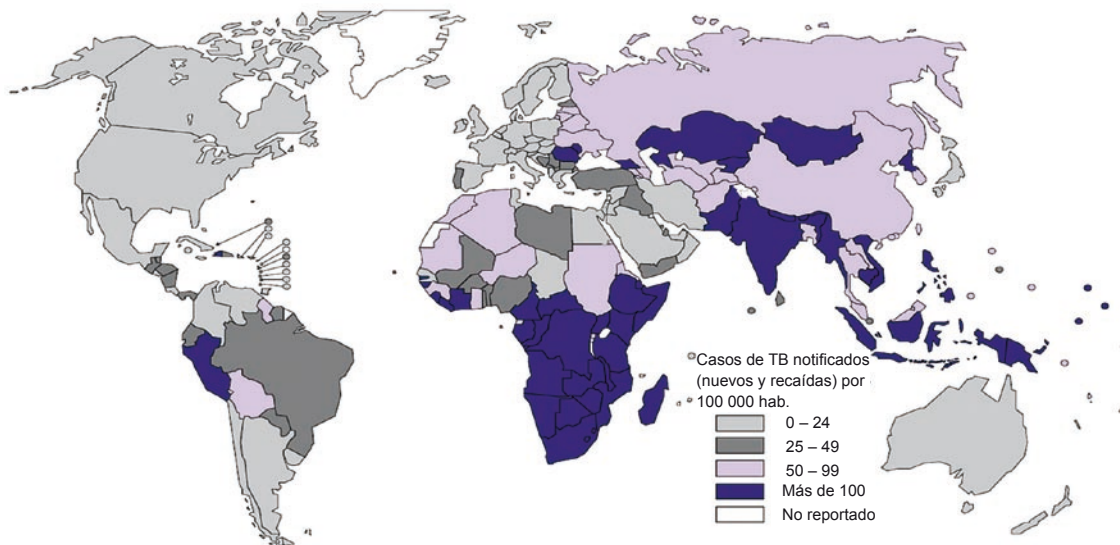 Casos de TB notificados
(nuevos y recaídas) por
100 000 hab.
0 – 24
25 – 49
50 – 99
Más de 100
No reportado